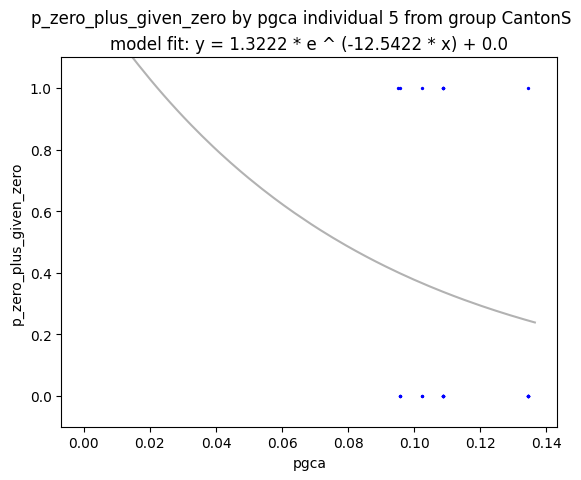 p_zero_plus_given_zero by pgca individual 5 from group CantonS
model fit: y = 1.3222 * e ^ (-12.5422 * x) + 0.0
1.0
0.8
0.6
0.4
0.2
0.0
p_zero_plus_given_zero
0.00 0.02 0.04 0.06 0.08 0.10 0.12 0.14
pgca